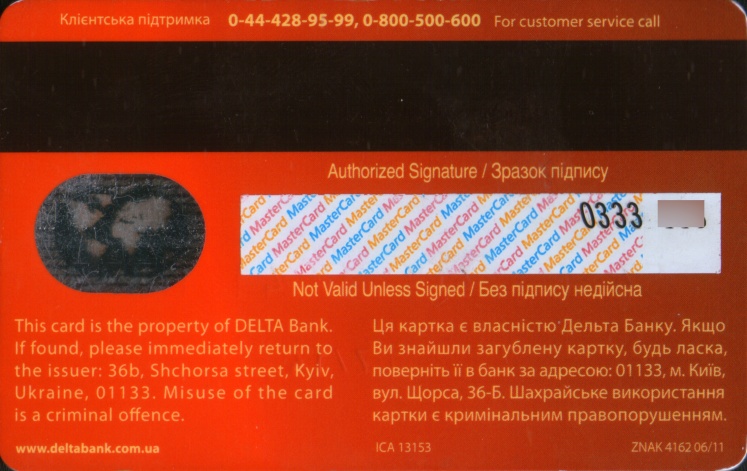 Клієнтська підтримка 0-44-428-95-99, 0-800-500-600 For customer service call
Authorized Signature / Зразок підпису
0333
Not Valid Unless Signed / Без підпису недійсна
This card is the property of DELTA Bank.
If found, please immediately return to
the issuer: 36b, Shchorsa street, Kyiv,
Ukraine, 01133. Misuse of the card
is a criminal offence.
Ця картка є власністю Дельта Банку. Якщо
Ви знайшли загублену картку, будь ласка,
поверніть її в банк за адресою: 01133, м. Київ,
вул. Щорса, 36-Б. Шахрайське використання
картки є кримінальним правопорушенням.
www.deltabank.com.ua
ICA 13153
ZNAK 4162 06/11